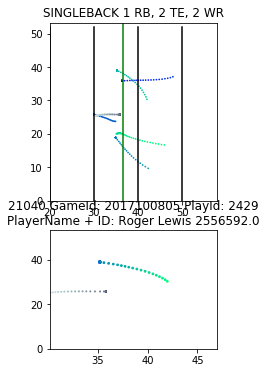 SINGLEBACK 1 RB, 2 TE, 2 WR
50
40
30
20
10
0
20 30 40 50
21040 GameId: 2017100805 PlayId: 2429
PlayerName + ID: Roger Lewis 2556592.0
40
20
0
35 40 45